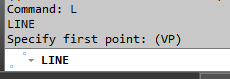 Command: L
LINE
Specify first point: (VP)
LINE